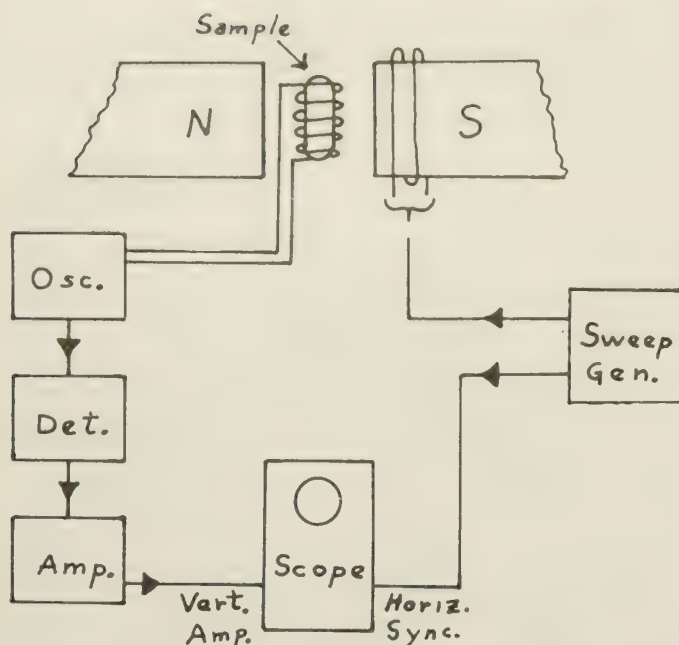 Sample
N
S
Osc.
Sweep
Gen.
Det.
Amp.
Scope
Vert.
Amp.
Horiz.
Sync.